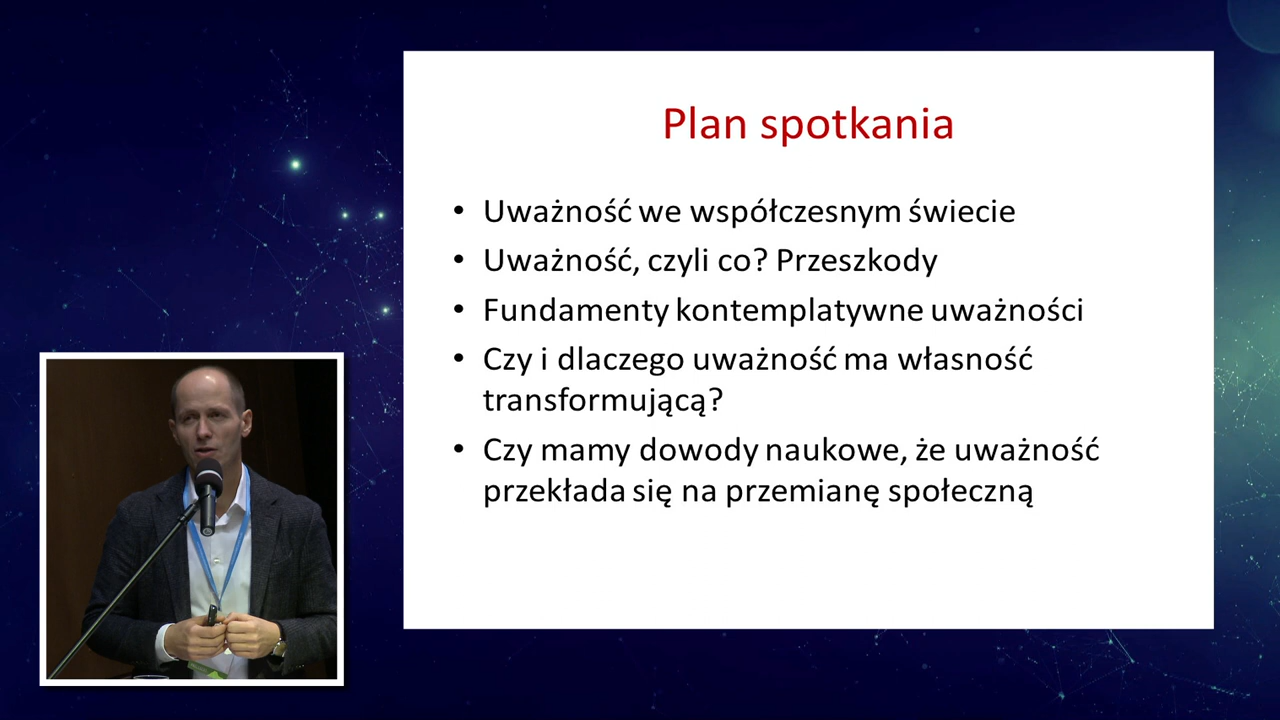 Plan spotkania
• Uważność we współczesnym świecie
• Uważność, czyli co? Przeszkody
• Fundamenty kontemplatywne uważności
• Czy i dlaczego uważność ma własność
transformującą?
• Czy mamy dowody naukowe, że uważność
przekłada się na przemianę społeczną